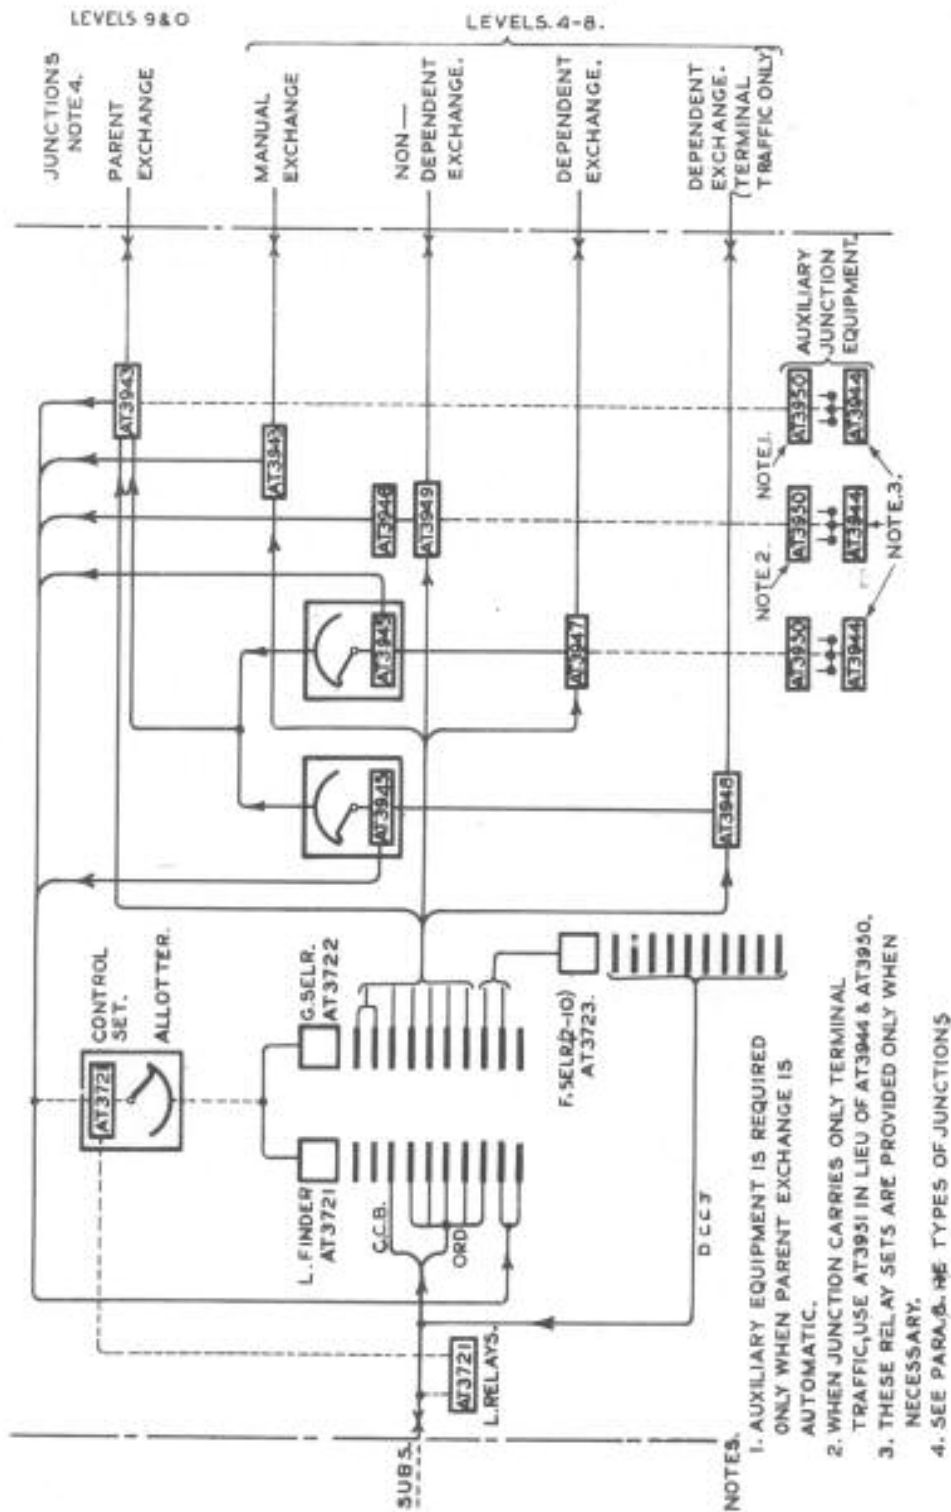 LEVELS 9 & 0
LEVELS. 4-8.
JUNCTIONS
NOTE 4.
PARENT
EXCHANGE
MANUAL
EXCHANGE
NON—
DEPENDENT
EXCHANGE.
DEPENDENT
EXCHANGE.
DEPENDENT
EXCHANGE.
(TERMINAL
TRAFFIC ONLY)
AT3943
AT3943
AT3946
AT3949
AT3945
AT3947
AT3945
AT3948
AUXILIARY
JUNCTION
EQUIPMENT.
NOTE.1.
AT3950
AT3944
NOTE 2.
AT3950
AT3944
AT3950
AT3944
NOTE.3.
CONTROL
SET.
AT3721
ALLOTTER.
L. FINDER
AT3721
G.SELR.
AT3722
C.C.B.
ORD
F.SELR(2-10)
AT3723.
SUBS.
AT3721
L.RELAYS.
NOTES.
1. AUXILIARY EQUIPMENT IS REQUIRED
ONLY WHEN PARENT EXCHANGE IS
AUTOMATIC.
2. WHEN JUNCTION CARRIES ONLY TERMINAL
TRAFFIC, USE AT3951 IN LIEU OF AT3944 & AT3950.
3. THESE RELAY SETS ARE PROVIDED ONLY WHEN
NECESSARY.
4. SEE TYPES OF JUNCTIONS